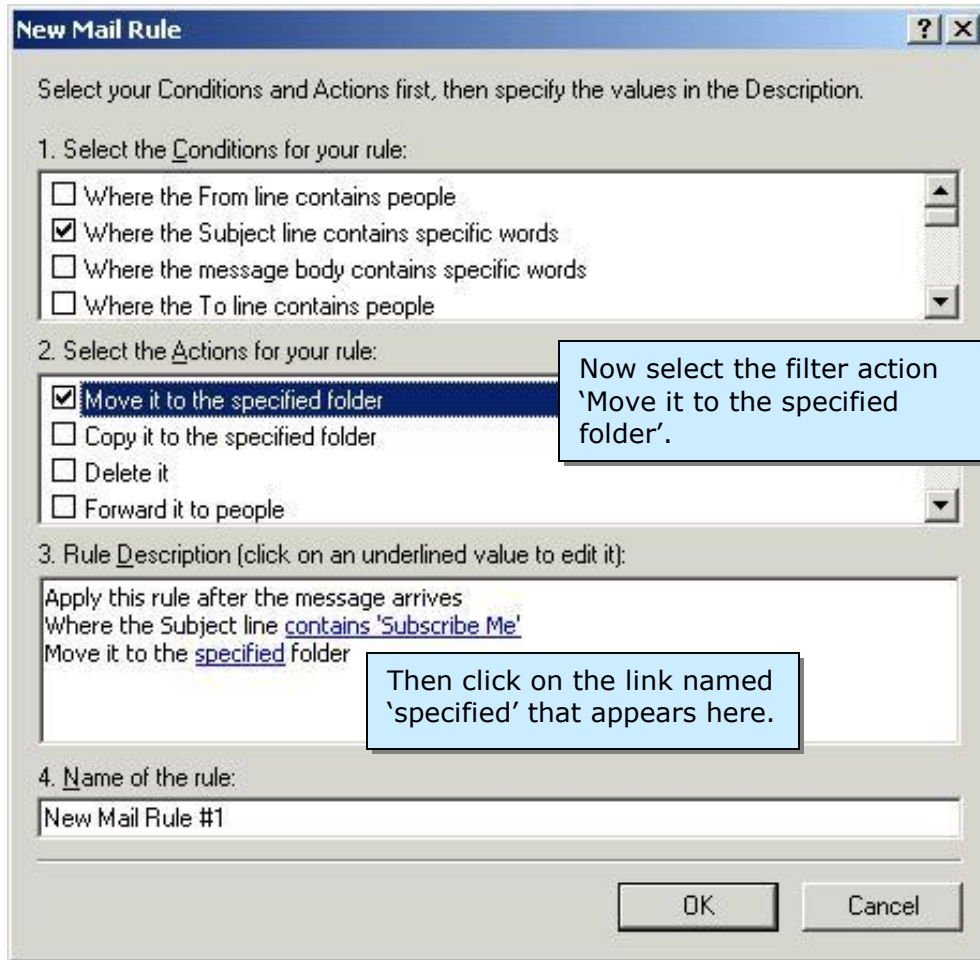 New Mail Rule
Select your Conditions and Actions first, then specify the values in the Description.
1. Select the Conditions for your rule:
Where the From line contains people
Where the Subject line contains specific words
Where the message body contains specific words
Where the To line contains people
2. Select the Actions for your rule:
Move it to the specified folder
Copy it to the specified folder
Delete it
Forward it to people
Now select the filter action
‘Move it to the specified
folder’.
3. Rule Description (click on an underlined value to edit it):
Apply this rule after the message arrives
Where the Subject line contains 'Subscribe Me'
Move it to the specified folder
Then click on the link named
‘specified’ that appears here.
4. Name of the rule:
New Mail Rule #1
OK
Cancel